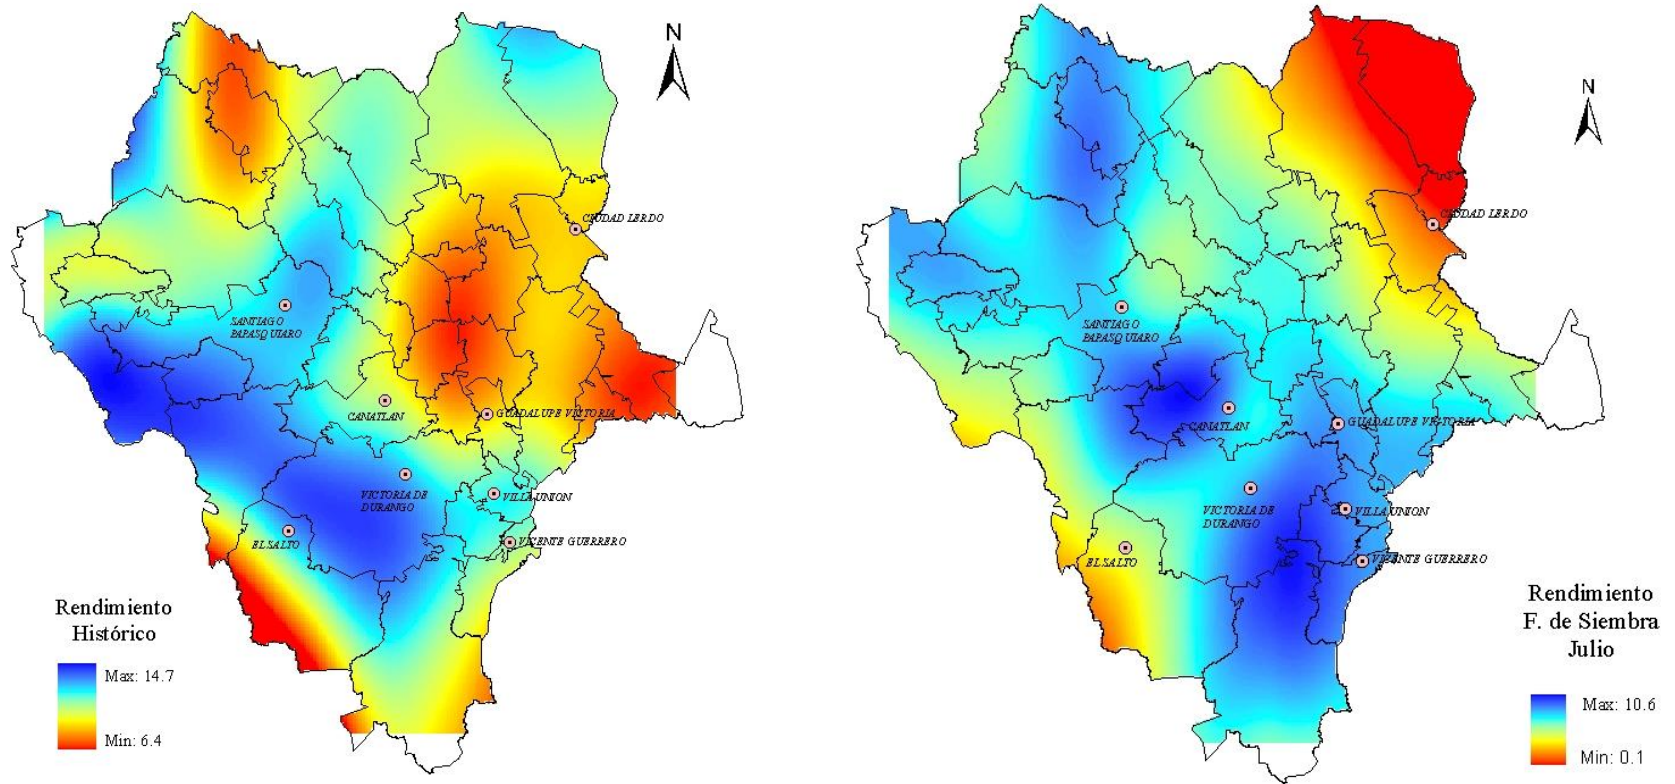 N
CIUDAD LERDO
SANTIAGO
PAPASQUIARO
CANATLAN
GUADALUPE VICTORIA
VICTORIA DE
DURANGO
VILLA UNION
EL SALTO
VICENTE GUERRERO
Rendimiento
Histórico
Max: 14.7
Min: 6.4
N
CIUDAD LERDO
SANTIAGO
PAPASQUIARO
CANATLAN
GUADALUPE VICTORIA
VICTORIA DE
DURANGO
VILLA UNION
EL SALTO
VICENTE GUERRERO
Rendimiento
F. de Siembra
Julio
Max: 10.6
Min: 0.1